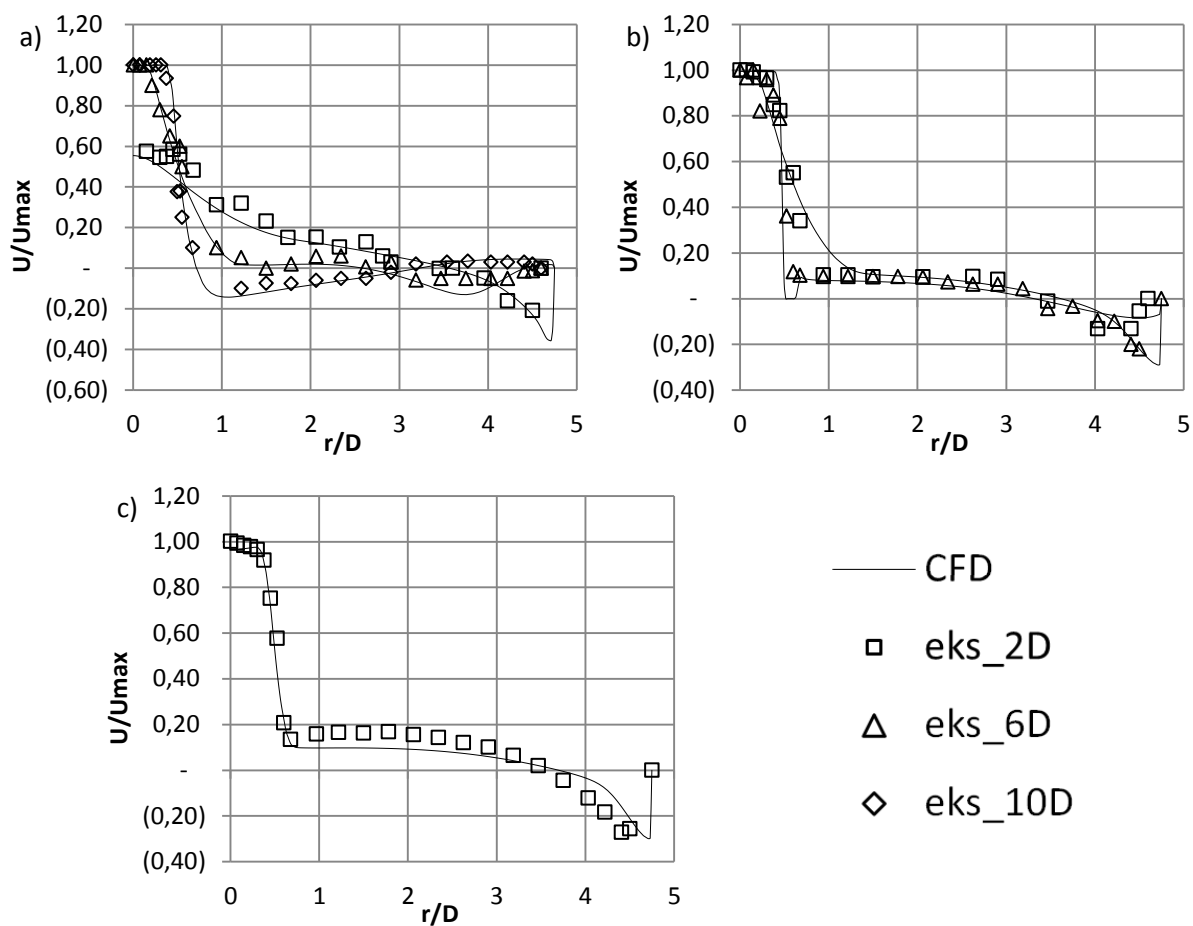 a)
U/Umax
1,20
1,00
0,80
0,60
0,40
0,20
-
(0,20)
(0,40)
(0,60)
0 1 2 3 4 5
r/D
b)
U/Umax
1,20
1,00
0,80
0,60
0,40
0,20
-
(0,20)
(0,40)
0 1 2 3 4 5
r/D
c)
U/Umax
1,20
1,00
0,80
0,60
0,40
0,20
-
(0,20)
(0,40)
0 1 2 3 4 5
r/D
CFD
eks_2D
eks_6D
eks_10D